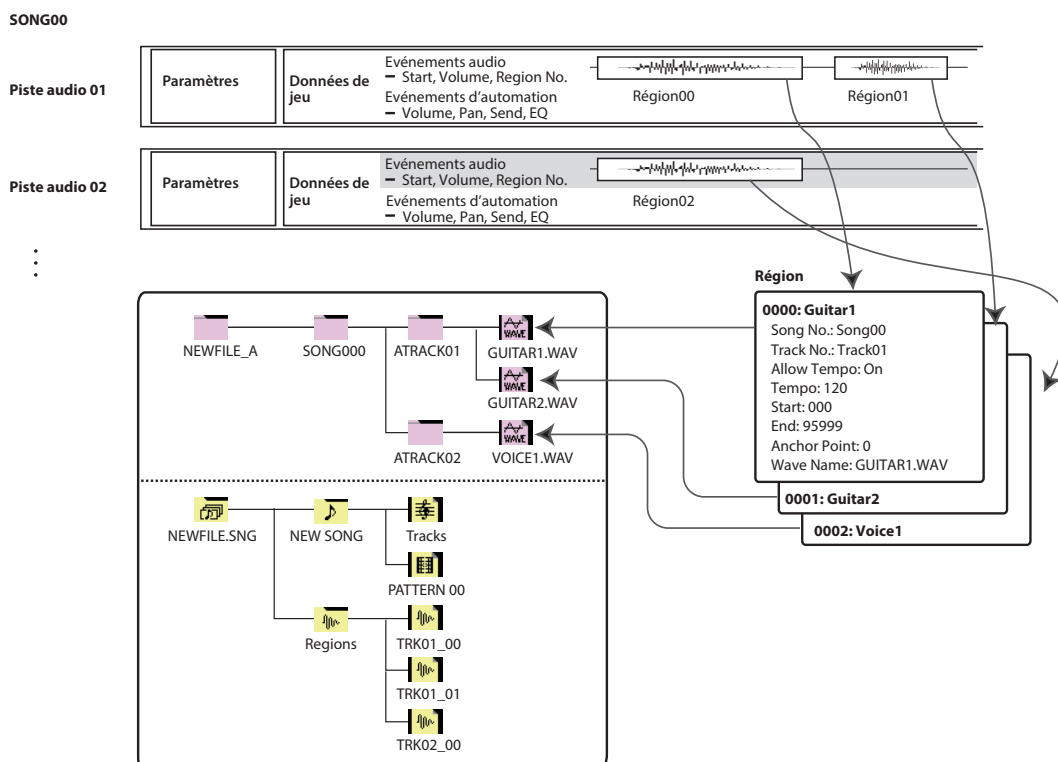 SONG00
Piste audio 01
Paramètres
Données de
jeu
Evénements audio
– Start, Volume, Region No.
Evénements d'automation
– Volume, Pan, Send, EQ
Région00
Région01
Piste audio 02
Paramètres
Données de
jeu
Evénements audio
– Start, Volume, Region No.
Evénements d'automation
– Volume, Pan, Send, EQ
Région02
Région
0000: Guitar1
Song No.: Song00
Track No.: Track01
Allow Tempo: On
Tempo: 120
Start: 000
End: 95999
Anchor Point: 0
Wave Name: GUITAR1.WAV
0001: Guitar2
0002: Voice1
NEWFILE_A
SONG000
ATRACK01
WAVE
GUITAR1.WAV
WAVE
GUITAR2.WAV
ATRACK02
WAVE
VOICE1.WAV
NEWFILE.SNG
NEW SONG
Tracks
PATTERN 00
Regions
TRK01_00
TRK01_01
TRK02_00